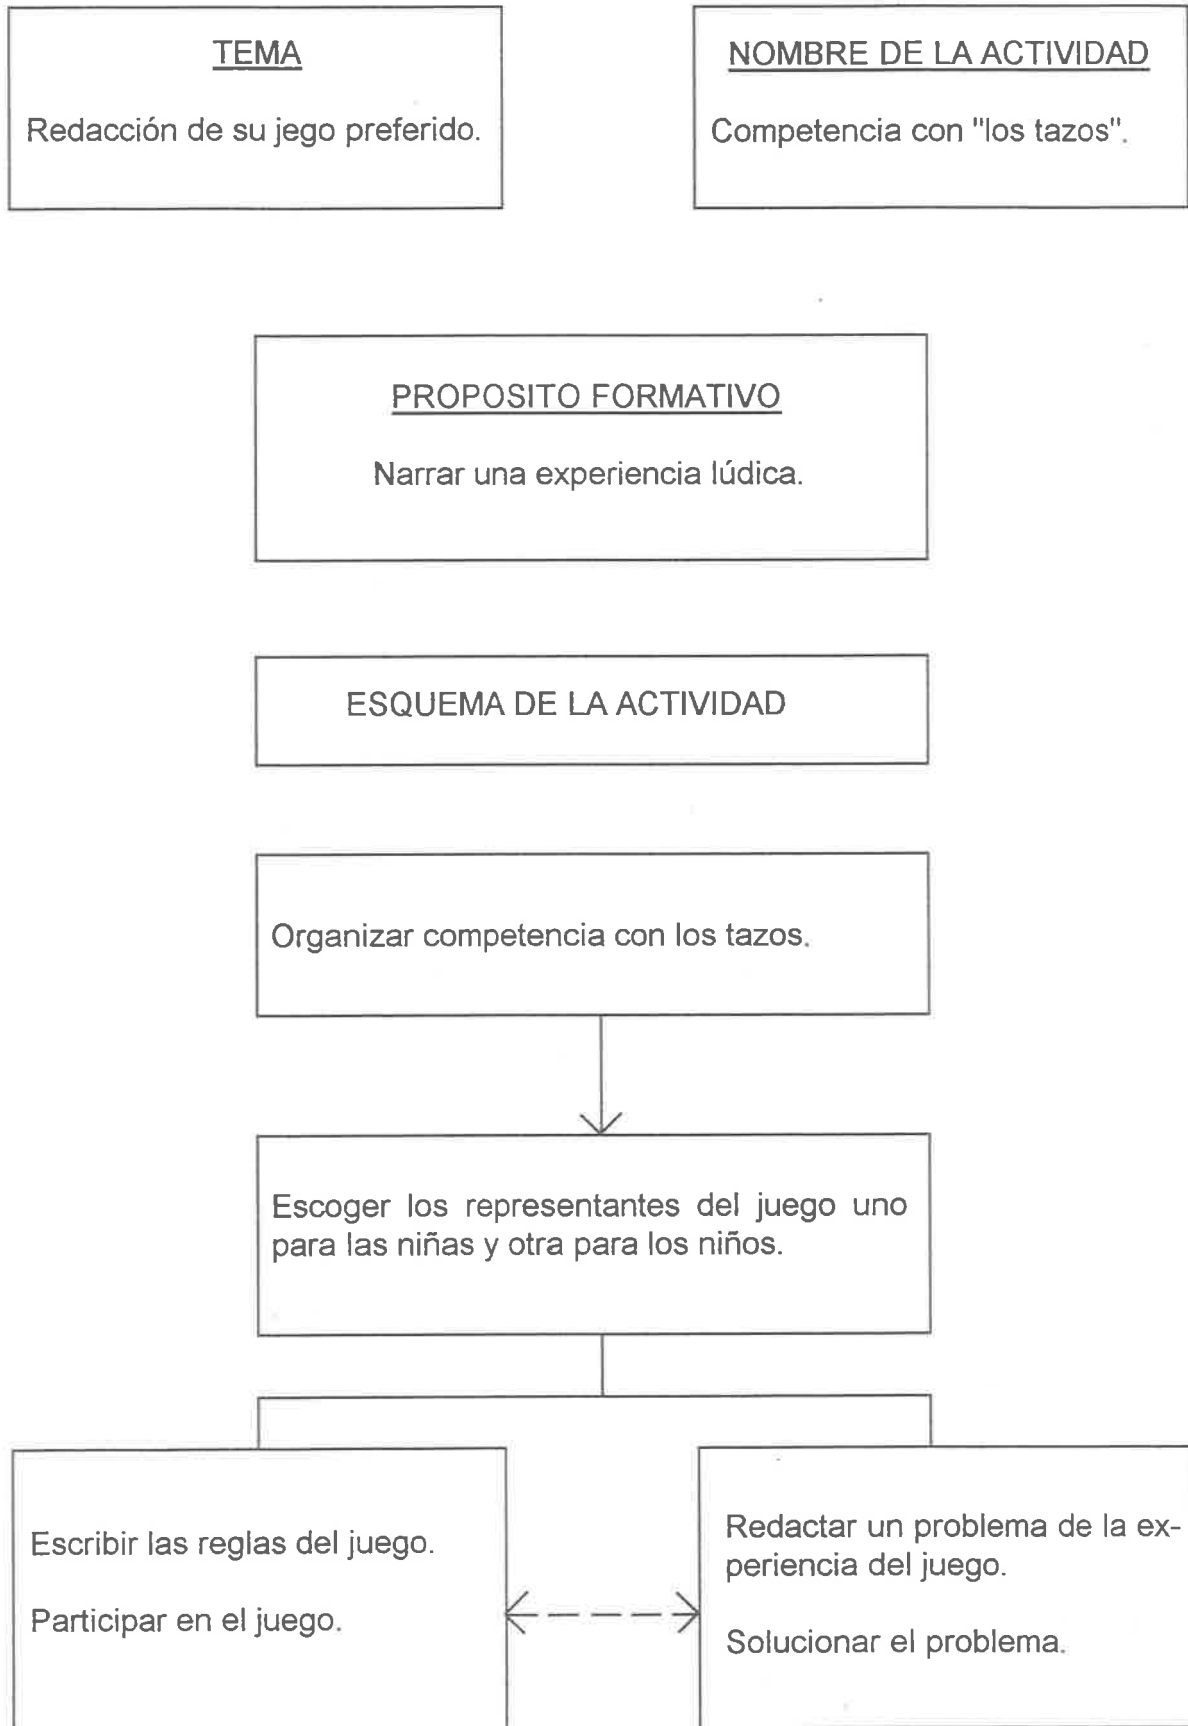 TEMA
Redacción de su jego preferido.
NOMBRE DE LA ACTIVIDAD
Competencia con "los tazos".
PROPOSITO FORMATIVO
Narrar una experiencia lúdica.
ESQUEMA DE LA ACTIVIDAD
Organizar competencia con los tazos.
Escoger los representantes del juego uno
para las niñas y otra para los niños.
Escribir las reglas del juego.
Participar en el juego.
Redactar un problema de la ex-
periencia del juego.
Solucionar el problema.